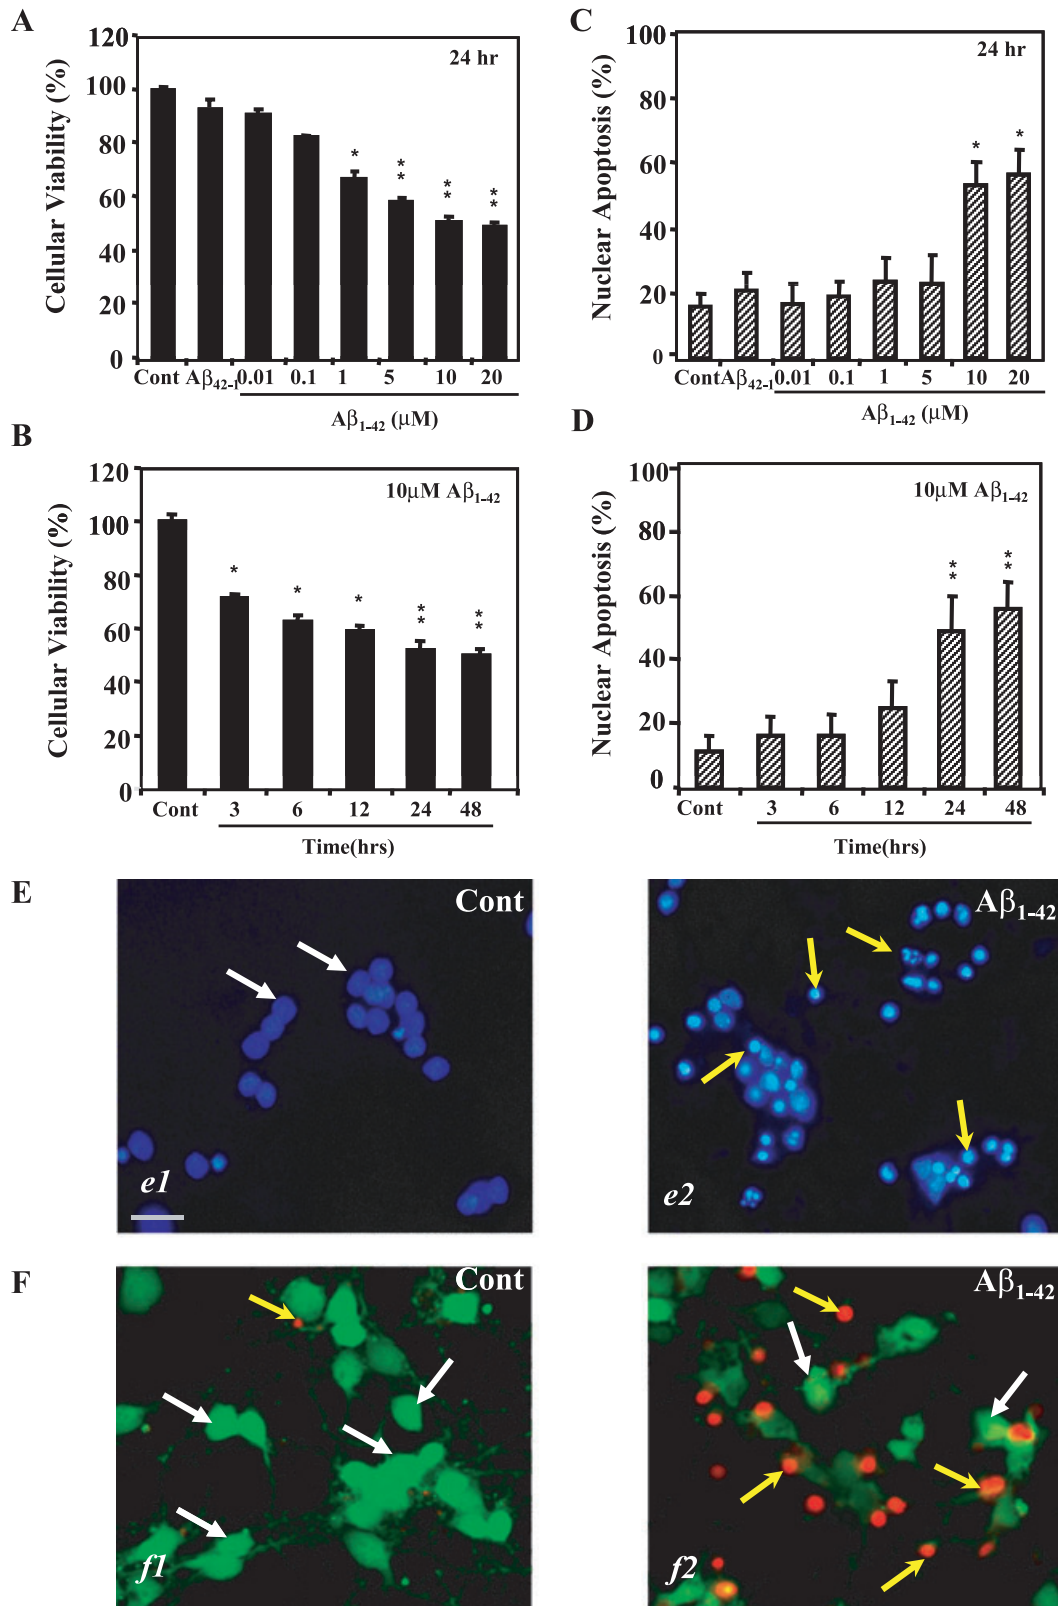 A
120
100
80
60
40
20
0
Cellular Viability (%)
24 hr
*
**
**
**
Cont Aβ42-1 0.01 0.1 1 5 10 20
Aβ1-42 (μM)
C
100
80
60
40
20
0
Nuclear Apoptosis (%)
24 hr
*
*
Cont Aβ42-1 0.01 0.1 1 5 10 20
Aβ1-42 (μM)
B
120
100
80
60
40
20
0
Cellular Viability (%)
10μM Aβ1-42
*
*
*
**
**
Cont 3 6 12 24 48
Time(hrs)
D
100
80
60
40
20
0
Nuclear Apoptosis (%)
10μM Aβ1-42
**
**
Cont 3 6 12 24 48
Time(hrs)
E
Cont
e1
Aβ1-42
e2
F
Cont
f1
Aβ1-42
f2